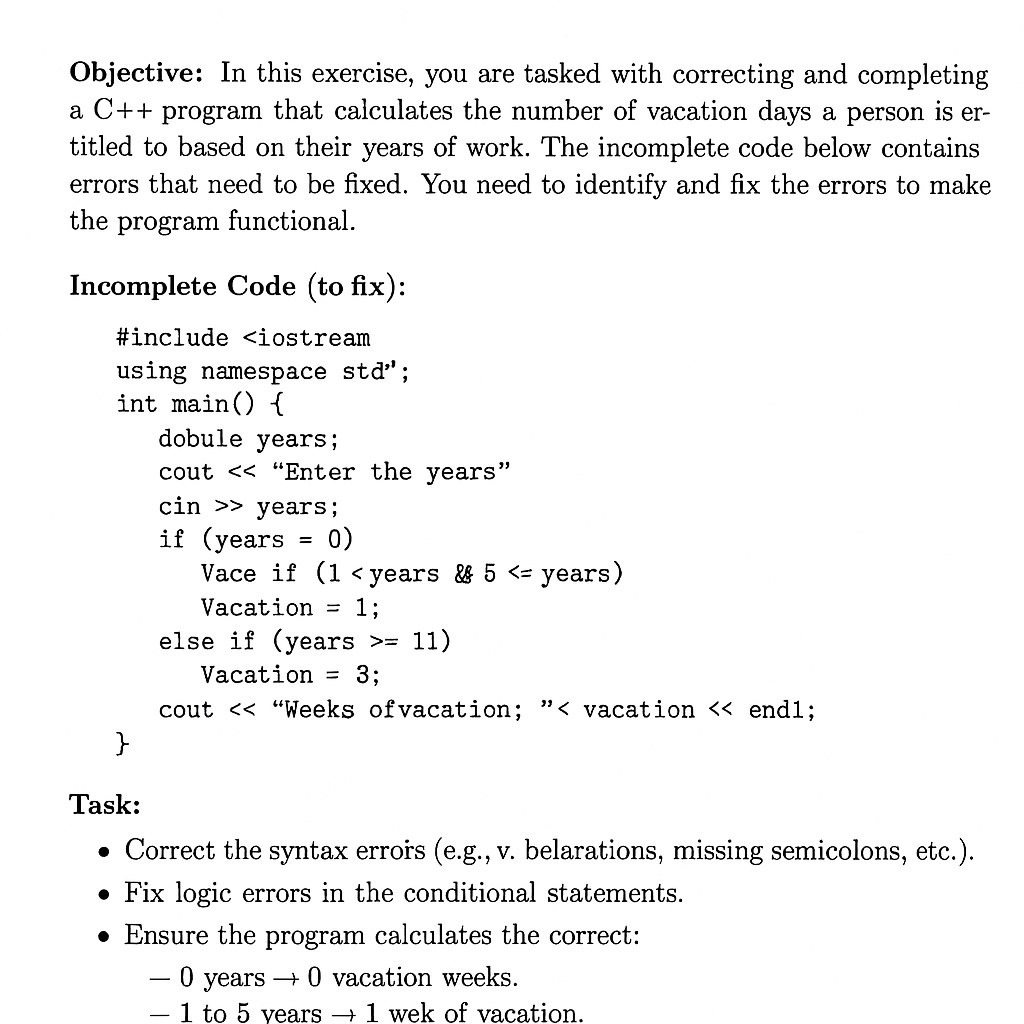 Objective: In this exercise, you are tasked with correcting and completing
a C++ program that calculates the number of vacation days a person is er-
titled to based on their years of work. The incomplete code below contains
errors that need to be fixed. You need to identify and fix the errors to make
the program functional.
Incomplete Code (to fix):
#include <iostream
using namespace std”';
int main() {
dobule years;
cout << “Enter the years”
cin >> years;
if (years = 0)
Vace if (1 < years && 5 <= years)
Vacation = 1;
else if (years >= 11)
Vacation = 3;
cout << “Weeks ofvacation; ”< vacation << end1;
}
Task:
• Correct the syntax errors (e.g., v. belarations, missing semicolons, etc.).
• Fix logic errors in the conditional statements.
• Ensure the program calculates the correct:
— 0 years → 0 vacation weeks.
— 1 to 5 years → 1 wek of vacation.